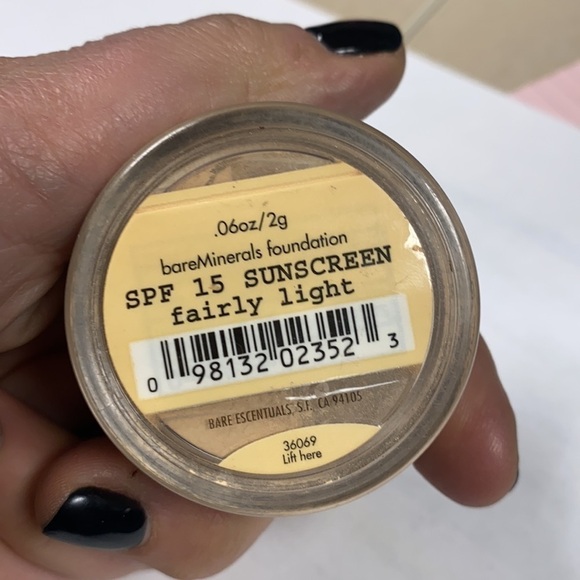 .06oz/2g
bareMinerals foundation
SPF 15 SUNSCREEN
fairly light
0 98132 02352 3
BARE ESCENTUALS, S.F. CA 94105
36069
Lift here